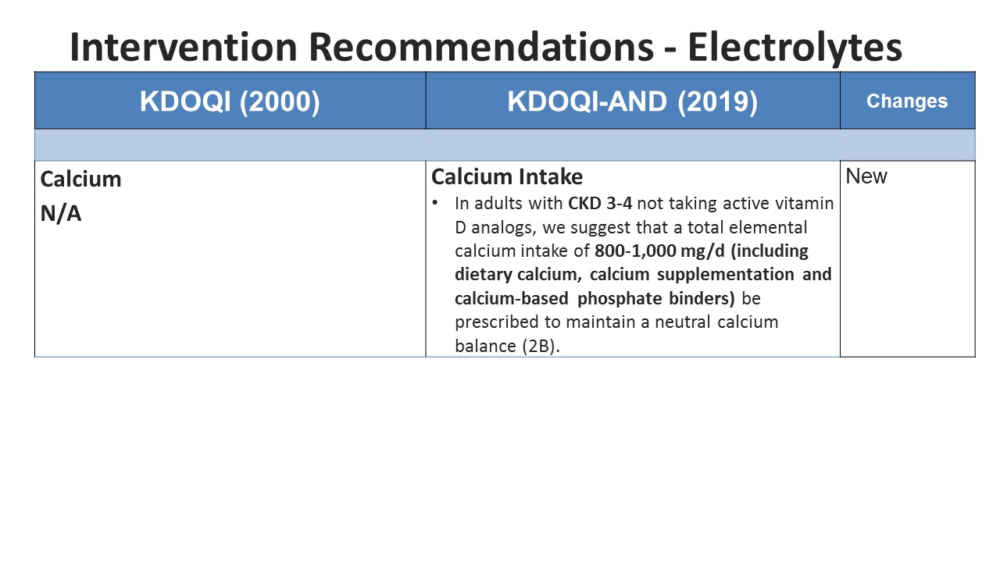 Intervention Recommendations - Electrolytes
KDOQI (2000)
KDOQI-AND (2019)
Changes
Calcium
N/A
Calcium Intake
• In adults with CKD 3-4 not taking active vitamin
D analogs, we suggest that a total elemental
calcium intake of 800-1,000 mg/d (including
dietary calcium, calcium supplementation and
calcium-based phosphate binders) be
prescribed to maintain a neutral calcium
balance (2B).
New